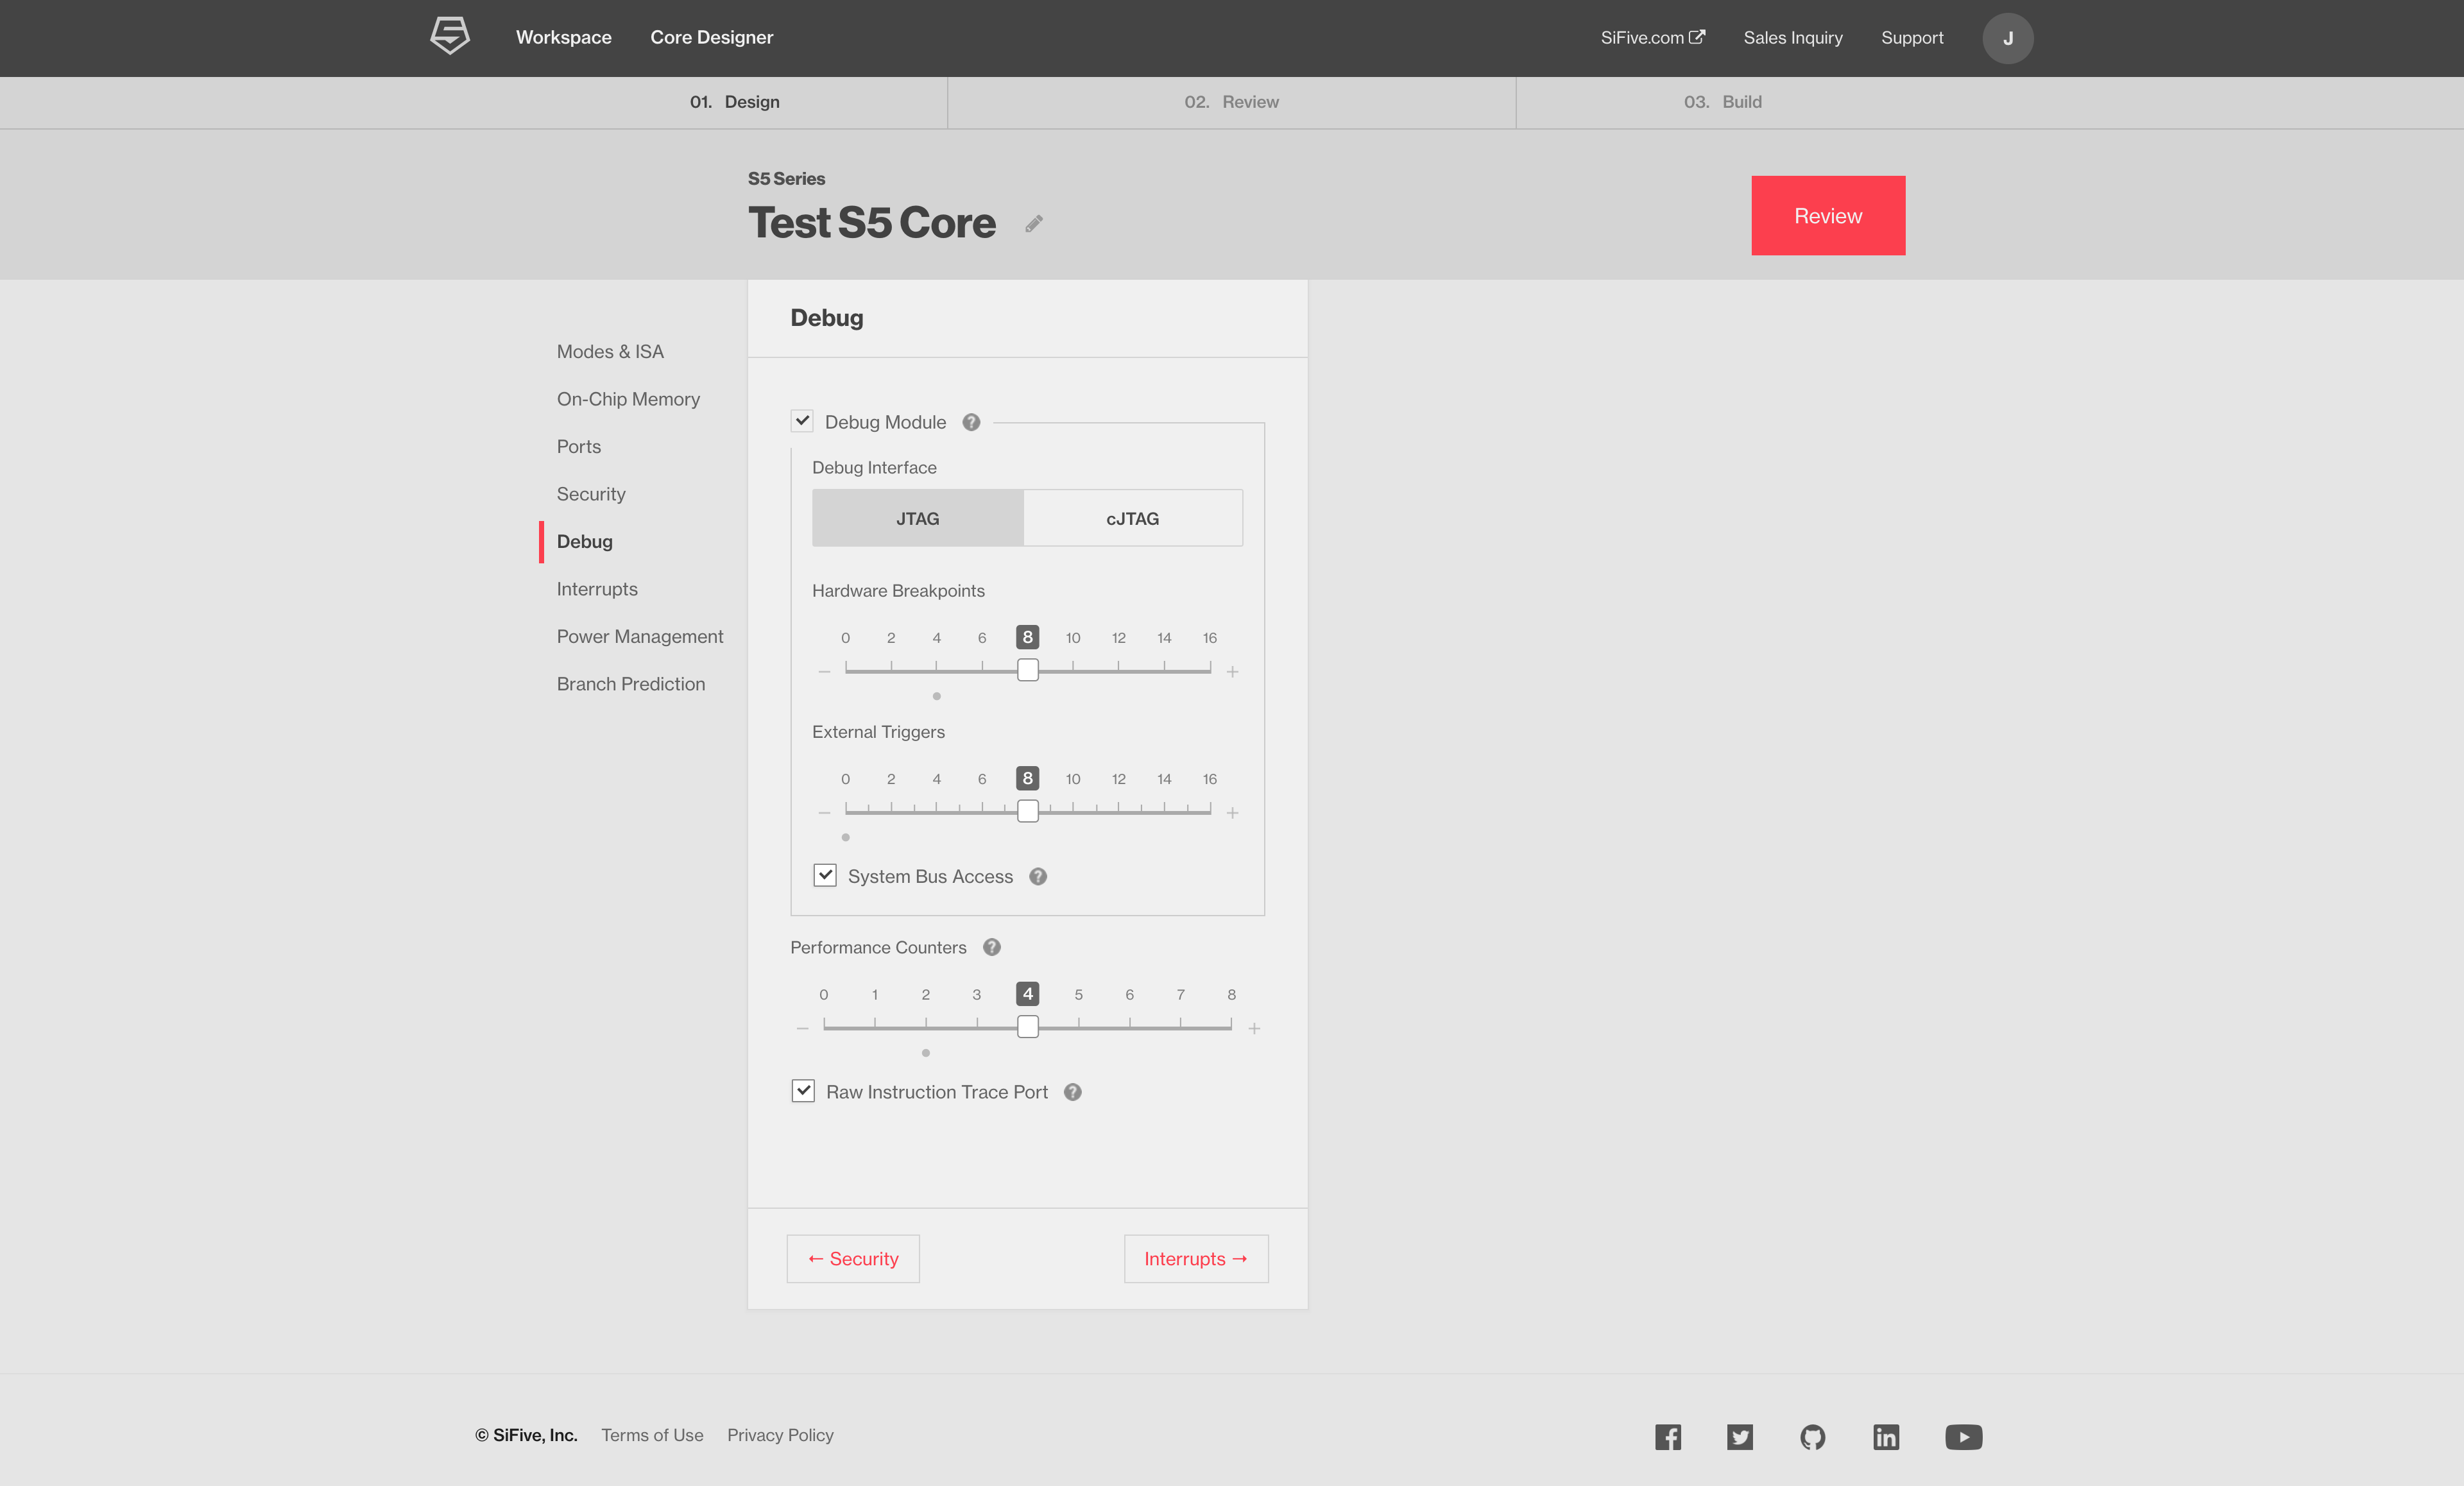 Workspace
Core Designer
SiFive.com
Sales Inquiry
Support
J
01. Design
02. Review
03. Build
S5 Series
Test S5 Core
Review
Modes & ISA
On-Chip Memory
Ports
Security
Debug
Interrupts
Power Management
Branch Prediction
Debug
Debug Module ?
Debug Interface
JTAG cJTAG
Hardware Breakpoints
0 2 4 6 8 10 12 14 16
− +
External Triggers
0 2 4 6 8 10 12 14 16
− +
System Bus Access ?
Performance Counters ?
0 1 2 3 4 5 6 7 8
− +
Raw Instruction Trace Port ?
← Security
Interrupts →
© SiFive, Inc. Terms of Use Privacy Policy